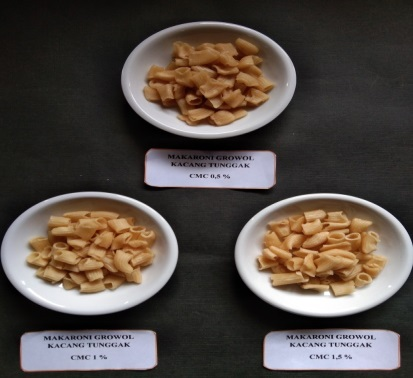 MAKARONI GROWOL
KACANG TUNGGAK
CMC 0,5 %
MAKARONI GROWOL
KACANG TUNGGAK
CMC 1 %
MAKARONI GROWOL
KACANG TUNGGAK
CMC 1,5 %